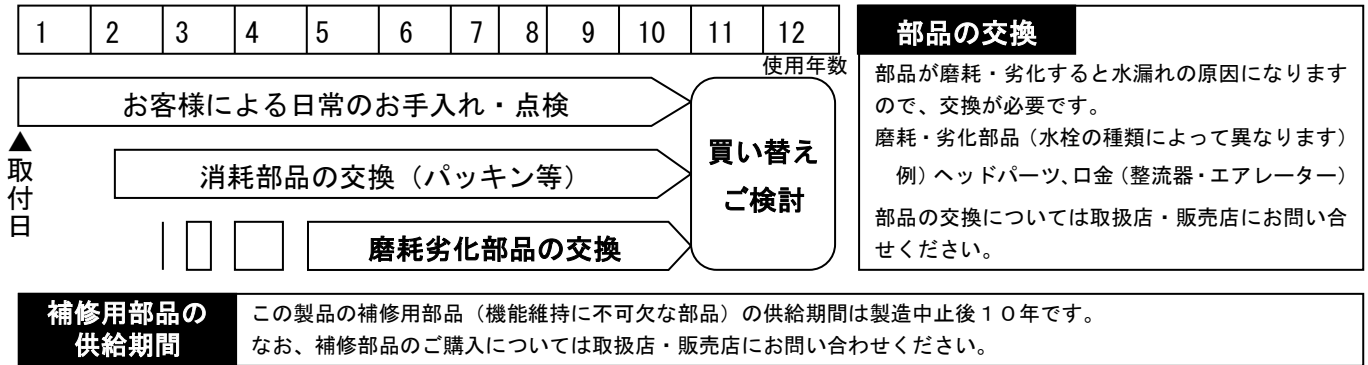 1 2 3 4 5 6 7 8 9 10 11 12
使用年数
お客様による日常のお手入れ・点検
▲
取付日
消耗部品の交換(パッキン等)
磨耗劣化部品の交換
買い替え
ご検討
部品の交換
部品が磨耗・劣化すると水漏れの原因になります
ので、交換が必要です。
磨耗・劣化部品(水栓の種類によって異なります)
例)ヘッドパーツ、口金(整流器・エアレーター)
部品の交換については取扱店・販売店にお問い合
せください。
補修用部品の
供給期間
この製品の補修用部品(機能維持に不可欠な部品)の供給期間は製造中止後10年です。
なお、補修部品のご購入については取扱店・販売店にお問い合わせください。